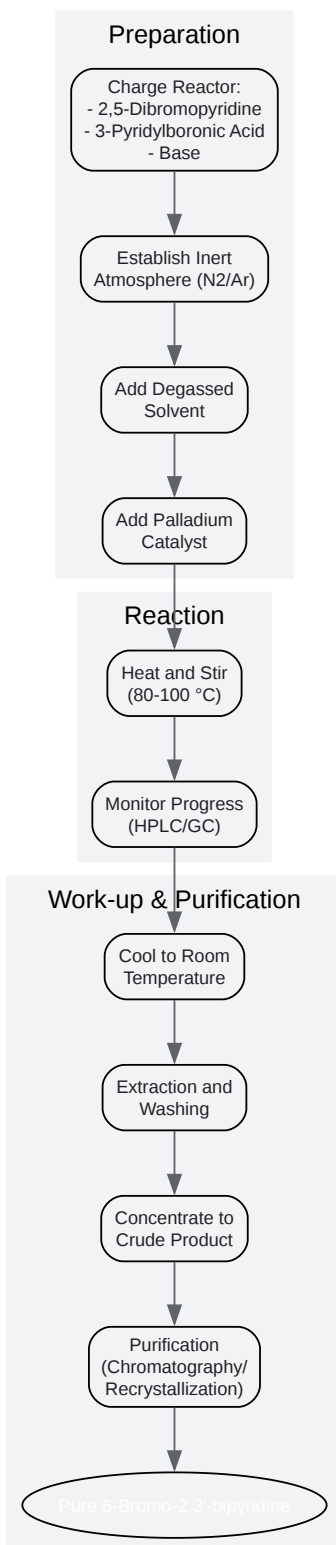 Preparation
Charge Reactor:
- 2,5-Dibromopyridine
- 3-Pyridylboronic Acid
- Base
Establish Inert
Atmosphere (N2/Ar)
Add Degassed
Solvent
Add Palladium
Catalyst
Reaction
Heat and Stir
(80-100 °C)
Monitor Progress
(HPLC/GC)
Work-up & Purification
Cool to Room
Temperature
Extraction and
Washing
Concentrate to
Crude Product
Purification
(Chromatography/
Recrystallization)
Pure 6-Bromo-2,3'-bipyridine